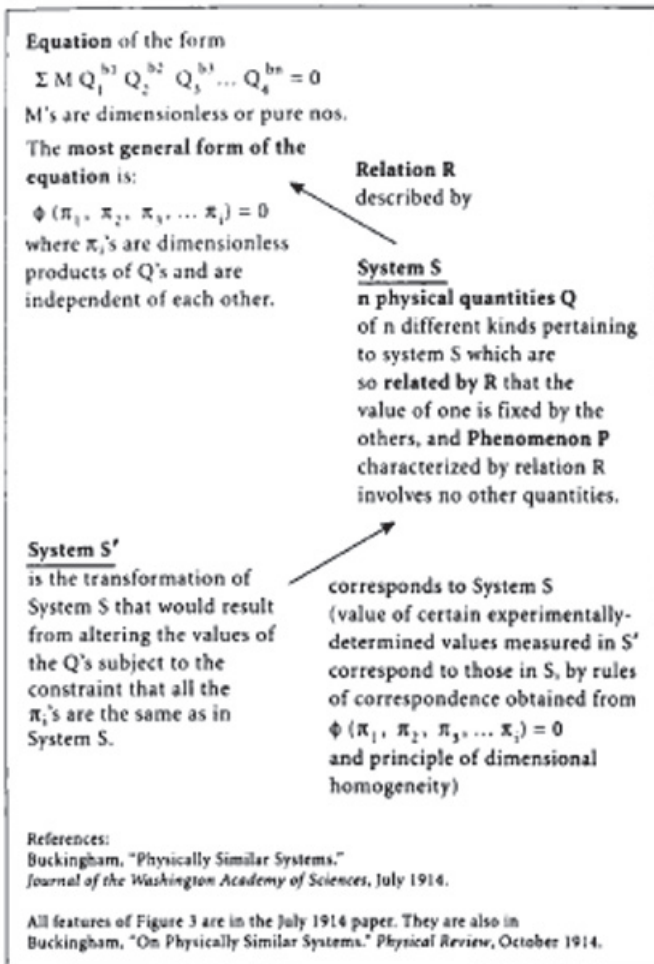 Equation of the form
Σ M Q₁^b1 Q₂^b2 Q₃^b3 … Q₄^bn = 0
M's are dimensionless or pure nos.
The most general form of the
equation is:
ϕ (π₁, π₂, π₃, … πᵢ) = 0
where πᵢ's are dimensionless
products of Q's and are
independent of each other.
Relation R
described by
System S
n physical quantities Q
of n different kinds pertaining
to system S which are
so related by R that the
value of one is fixed by the
others, and Phenomenon P
characterized by relation R
involves no other quantities.
System S′
is the transformation of
System S that would result
from altering the values of
the Q's subject to the
constraint that all the
πᵢ's are the same as in
System S.
corresponds to System S
(value of certain experimentally-
determined values measured in S′
correspond to those in S, by rules
of correspondence obtained from
ϕ (π₁, π₂, π₃, … πᵢ) = 0
and principle of dimensional
homogeneity)
References:
Buckingham, "Physically Similar Systems."
Journal of the Washington Academy of Sciences, July 1914.
All features of Figure 3 are in the July 1914 paper. They are also in
Buckingham, "On Physically Similar Systems." Physical Review, October 1914.